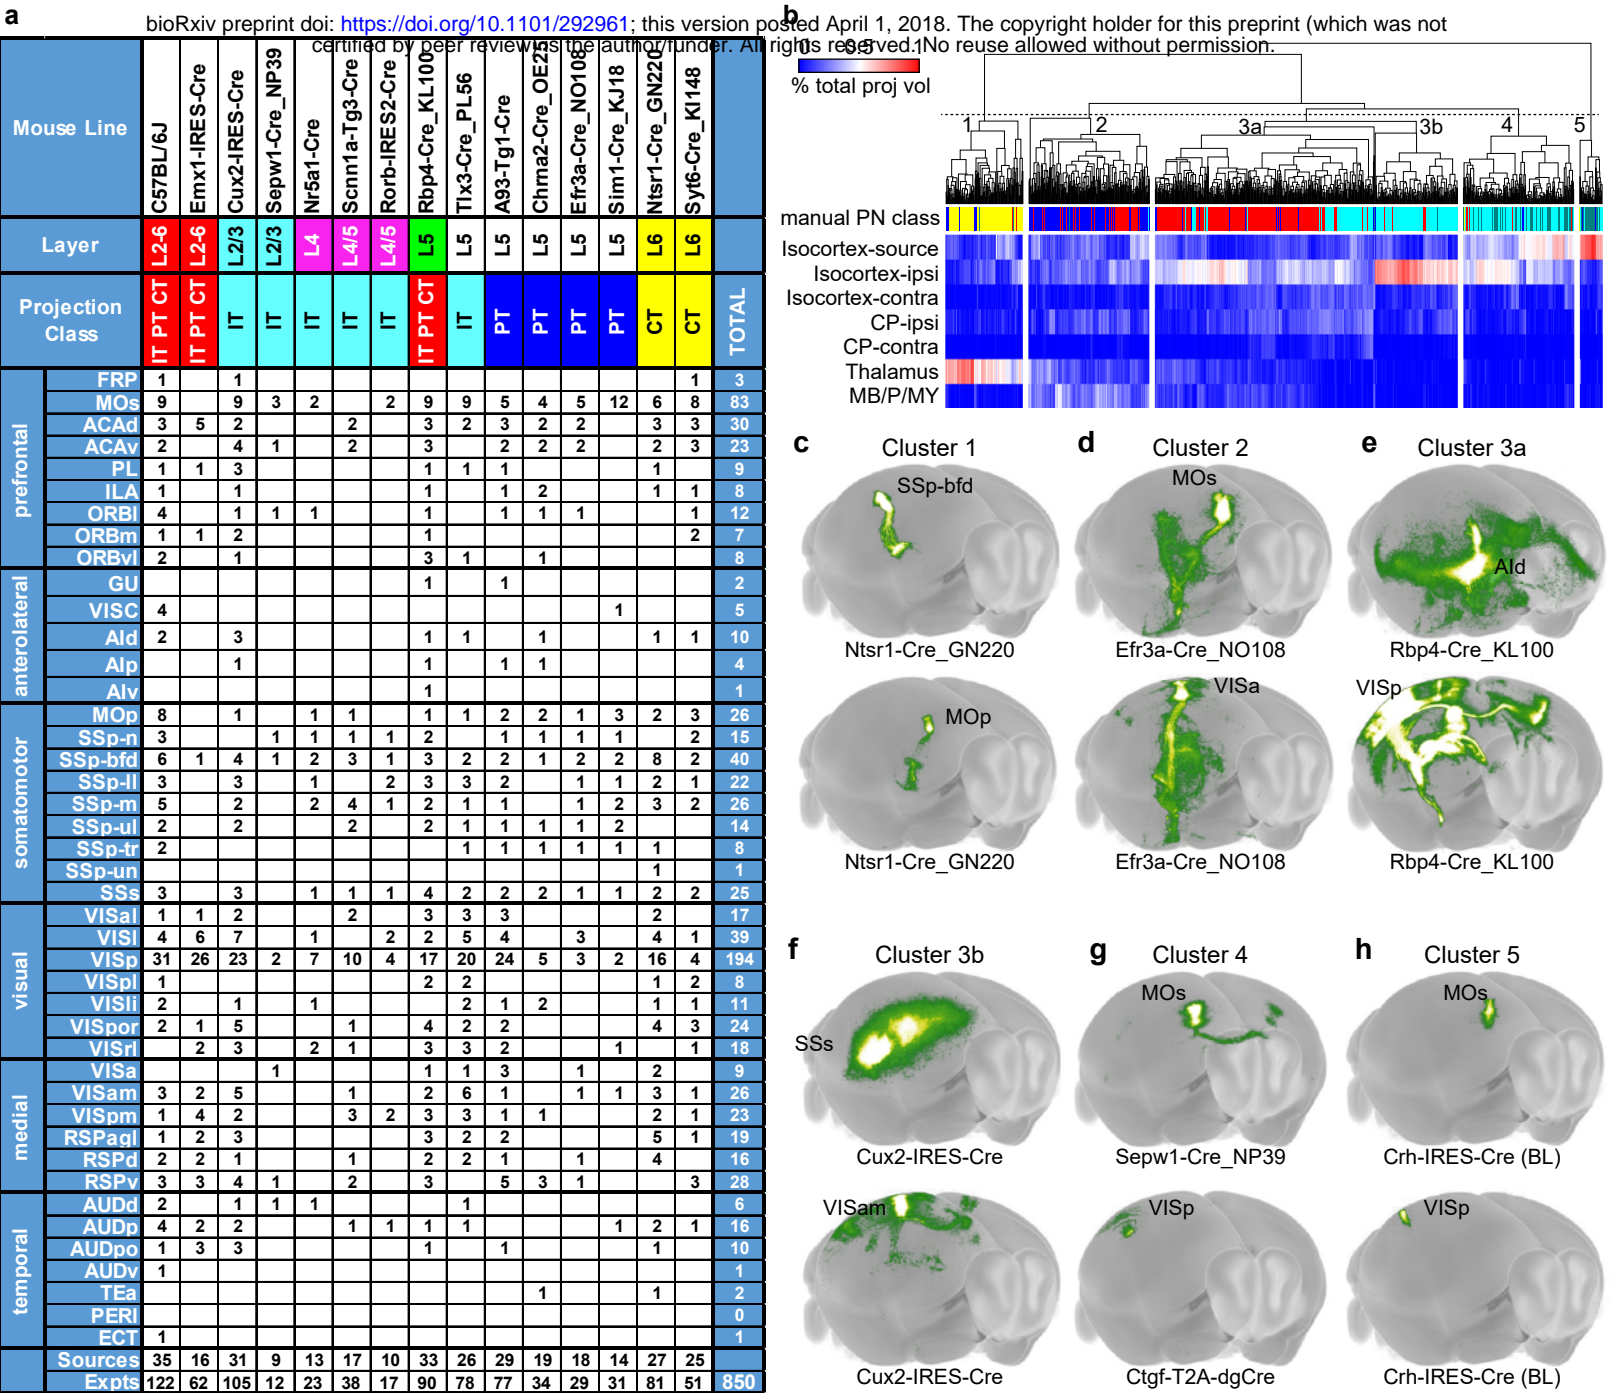 a
b
bioRxiv preprint doi: https://doi.org/10.1101/292961; this version posted April 1, 2018. The copyright holder for this preprint (which was not
certified by peer review) is the author/funder. All rights reserved. No reuse allowed without permission.
Mouse Line C57BL/6J Emx1-IRES-Cre Cux2-IRES-Cre Sepw1-Cre_NP39 Nr5a1-Cre Scnn1a-Tg3-Cre Rorb-IRES2-Cre Rbp4-Cre_KL100 Tlx3-Cre_PL56 A93-Tg1-Cre Chrna2-Cre_OE25 Efr3a-Cre_NO108 Sim1-Cre_KJ18 Ntsr1-Cre_GN220 Syt6-Cre_KI148
Layer L2-6 L2-6 L2/3 L2/3 L4 L4/5 L4/5 L5 L5 L5 L5 L5 L5 L6 L6
Projection Class IT PT CT IT PT CT IT IT IT IT IT IT PT CT IT PT PT PT PT CT CT TOTAL
prefrontal
FRP 1 1 1 3
MOs 9 9 3 2 2 9 9 5 4 5 12 6 8 83
ACAd 3 5 2 2 3 2 3 2 2 3 3 30
ACAv 2 4 1 2 3 2 2 2 2 3 23
PL 1 1 3 1 1 1 1 9
ILA 1 1 1 1 2 1 1 8
ORBl 4 1 1 1 1 1 1 1 1 12
ORBm 1 1 2 1 2 7
ORBvl 2 1 3 1 1 8
anterolateral
GU 1 1 2
VISC 4 1 5
AId 2 3 1 1 1 1 1 10
AIp 1 1 1 1 4
AIv 1 1
somatomotor
MOp 8 1 1 1 1 1 2 2 1 3 2 3 26
SSp-n 3 1 1 1 1 2 1 1 1 1 2 15
SSp-bfd 6 1 4 1 2 3 1 3 2 2 1 2 2 8 2 40
SSp-ll 3 3 1 2 3 3 2 1 1 2 1 22
SSp-m 5 2 2 4 1 2 1 1 1 2 3 2 26
SSp-ul 2 2 2 2 1 1 1 1 2 14
SSp-tr 2 1 1 1 1 1 1 8
SSp-un 1 1
SSs 3 3 1 1 1 4 2 2 2 1 1 2 2 25
visual
VISal 1 1 2 2 3 3 3 2 17
VISl 4 6 7 1 2 2 5 4 3 4 1 39
VISp 31 26 23 2 7 10 4 17 20 24 5 3 2 16 4 194
VISpl 1 2 2 1 2 8
VISli 2 1 1 2 1 2 1 1 11
VISpor 2 1 5 1 4 2 2 4 3 24
VISrl 2 3 2 1 3 3 2 1 1 18
medial
VISa 1 1 1 3 1 2 9
VISam 3 2 5 1 2 6 1 1 1 3 1 26
VISpm 1 4 2 3 2 3 3 1 1 2 1 23
RSPagl 1 2 3 3 2 2 5 1 19
RSPd 2 2 1 1 2 2 1 1 4 16
RSPv 3 3 4 1 2 3 5 3 1 3 28
temporal
AUDd 2 1 1 1 1 6
AUDp 4 2 2 1 1 1 1 1 2 1 16
AUDpo 1 3 3 1 1 1 10
AUDv 1 1
TEa 1 1 2
PERI 0
ECT 1 1
Sources 35 16 31 9 13 17 10 33 26 29 19 18 14 27 25
Expts 122 62 105 12 23 38 17 90 78 77 34 29 31 81 51 850
0 0.5 1
% total proj vol
1 2 3a 3b 4 5
manual PN class
Isocortex-source
Isocortex-ipsi
Isocortex-contra
CP-ipsi
CP-contra
Thalamus
MB/P/MY
c Cluster 1
SSp-bfd
Ntsr1-Cre_GN220
MOp
Ntsr1-Cre_GN220
d Cluster 2
MOs
Efr3a-Cre_NO108
VISa
Efr3a-Cre_NO108
e Cluster 3a
AId
Rbp4-Cre_KL100
VISp
Rbp4-Cre_KL100
f Cluster 3b
SSs
Cux2-IRES-Cre
VISam
Cux2-IRES-Cre
g Cluster 4
MOs
Sepw1-Cre_NP39
VISp
Ctgf-T2A-dgCre
h Cluster 5
MOs
Crh-IRES-Cre (BL)
VISp
Crh-IRES-Cre (BL)